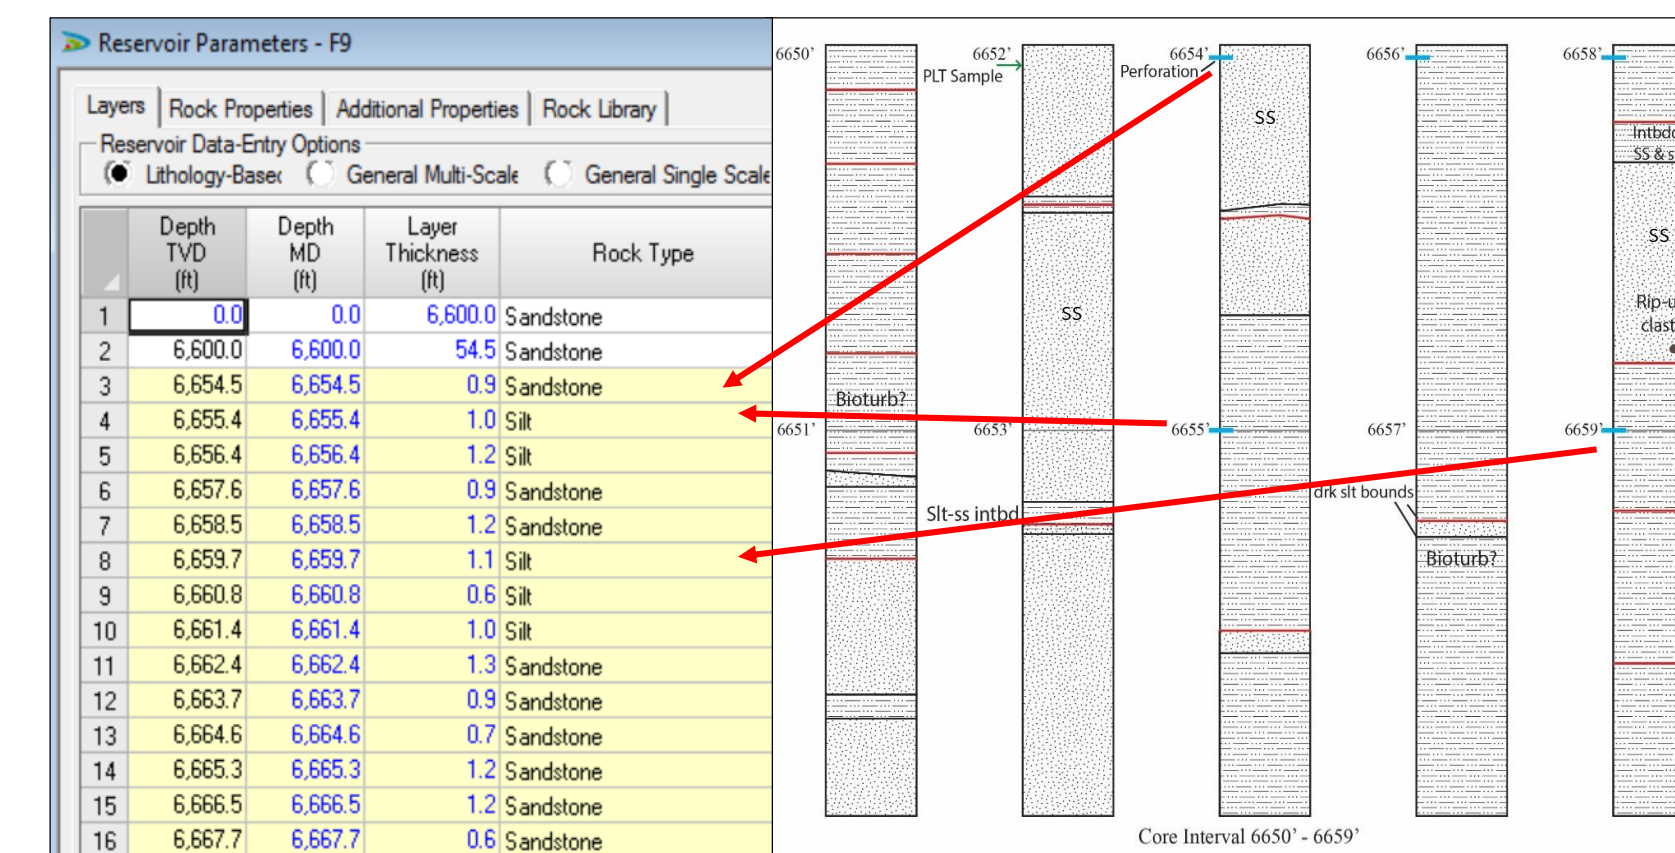 Reservoir Parameters - F9
Layers Rock Properties Additional Properties Rock Library
Reservoir Data-Entry Options
Lithology-Based General Multi-Scale General Single Scale
Depth TVD (ft) Depth MD (ft) Layer Thickness (ft) Rock Type
1 0.0 0.0 6,600.0 Sandstone
2 6,600.0 6,600.0 54.5 Sandstone
3 6,654.5 6,654.5 0.9 Sandstone
4 6,655.4 6,655.4 1.0 Silt
5 6,656.4 6,656.4 1.2 Silt
6 6,657.6 6,657.6 0.9 Sandstone
7 6,658.5 6,658.5 1.2 Sandstone
8 6,659.7 6,659.7 1.1 Silt
9 6,660.8 6,660.8 0.6 Silt
10 6,661.4 6,661.4 1.0 Silt
11 6,662.4 6,662.4 1.3 Sandstone
12 6,663.7 6,663.7 0.9 Sandstone
13 6,664.6 6,664.6 0.7 Sandstone
14 6,665.3 6,665.3 1.2 Sandstone
15 6,666.5 6,666.5 1.2 Sandstone
16 6,667.7 6,667.7 0.6 Sandstone
6650'
Bioturb?
6651'
6652'
PLT Sample
SS
6653'
Slt-ss intbd
6654'
Perforation
SS
6655'
6656'
6657'
drk slt bounds
Bioturb?
6658'
SS & s
SS
6659'
Core Interval 6650' - 6659'